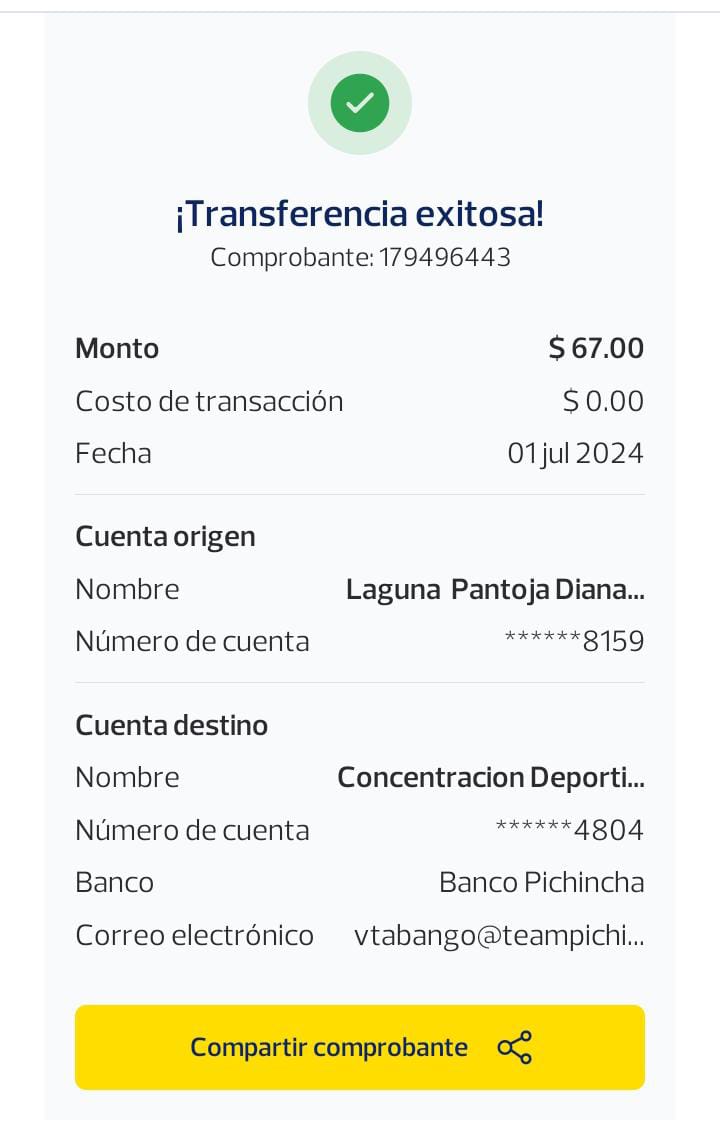 ¡Transferencia exitosa!
Comprobante: 179496443
Monto $ 67.00
Costo de transacción $ 0.00
Fecha 01 jul 2024
Cuenta origen
Nombre Laguna Pantoja Diana...
Número de cuenta ******8159
Cuenta destino
Nombre Concentracion Deporti...
Número de cuenta ******4804
Banco Banco Pichincha
Correo electrónico vtabango@teampichi...
Compartir comprobante